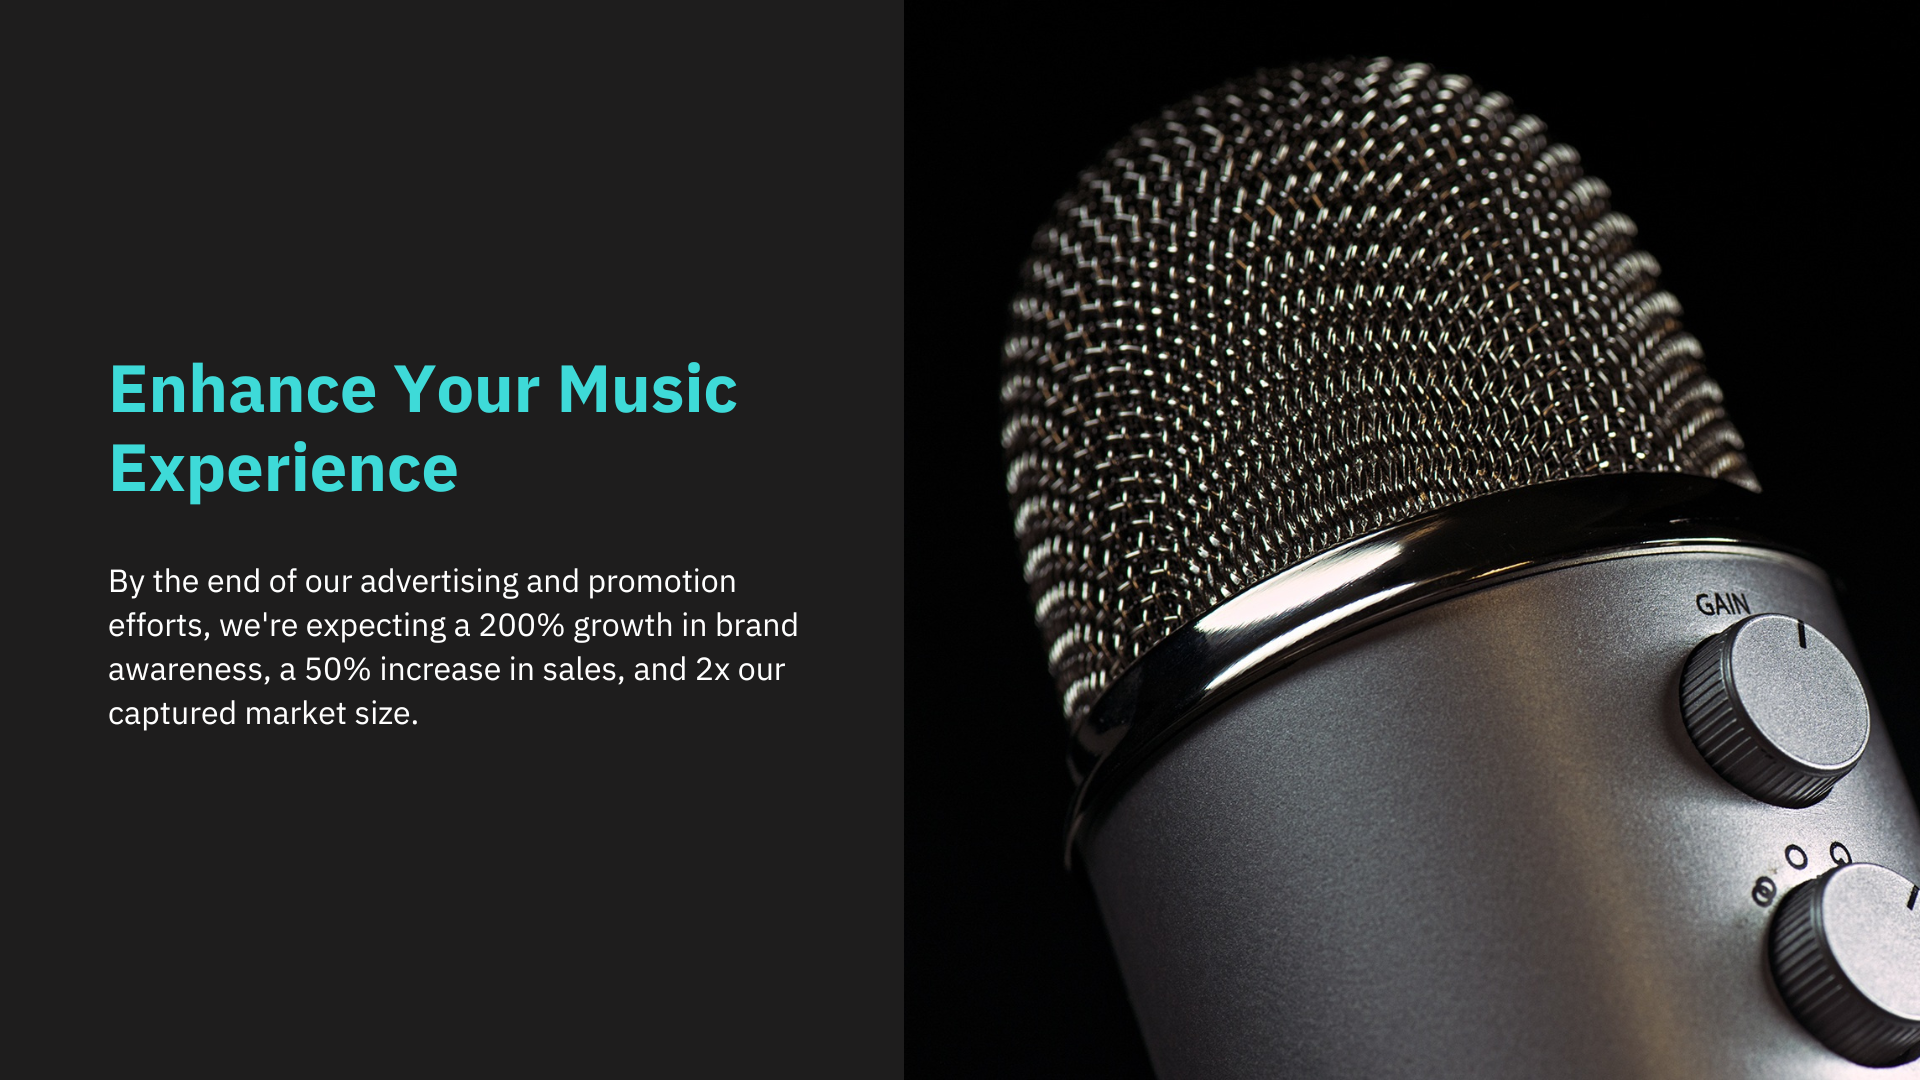 Enhance Your Music
Experience
By the end of our advertising and promotion
efforts, we're expecting a 200% growth in brand
awareness, a 50% increase in sales, and 2x our
captured market size.
GAIN